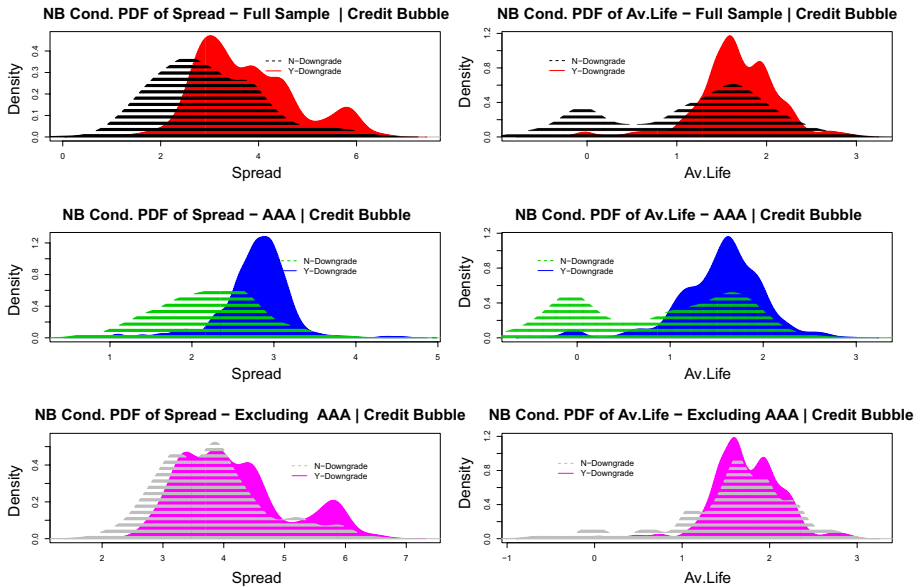 NB Cond. PDF of Spread − Full Sample | Credit Bubble
Density
0.0 0.1 0.2 0.3 0.4
N−Downgrade
Y−Downgrade
0 2 4 6
Spread
NB Cond. PDF of Av.Life − Full Sample | Credit Bubble
Density
0.0 0.4 0.8 1.2
N−Downgrade
Y−Downgrade
0 1 2 3
Av.Life
NB Cond. PDF of Spread − AAA | Credit Bubble
Density
0.0 0.4 0.8 1.2
N−Downgrade
Y−Downgrade
1 2 3 4 5
Spread
NB Cond. PDF of Av.Life − AAA | Credit Bubble
Density
0.0 0.4 0.8 1.2
N−Downgrade
Y−Downgrade
0 1 2 3
Av.Life
NB Cond. PDF of Spread − Excluding AAA | Credit Bubble
Density
0.0 0.2 0.4
N−Downgrade
Y−Downgrade
2 3 4 5 6 7
Spread
NB Cond. PDF of Av.Life − Excluding AAA | Credit Bubble
Density
0.0 0.4 0.8 1.2
N−Downgrade
Y−Downgrade
−1 0 1 2 3
Av.Life